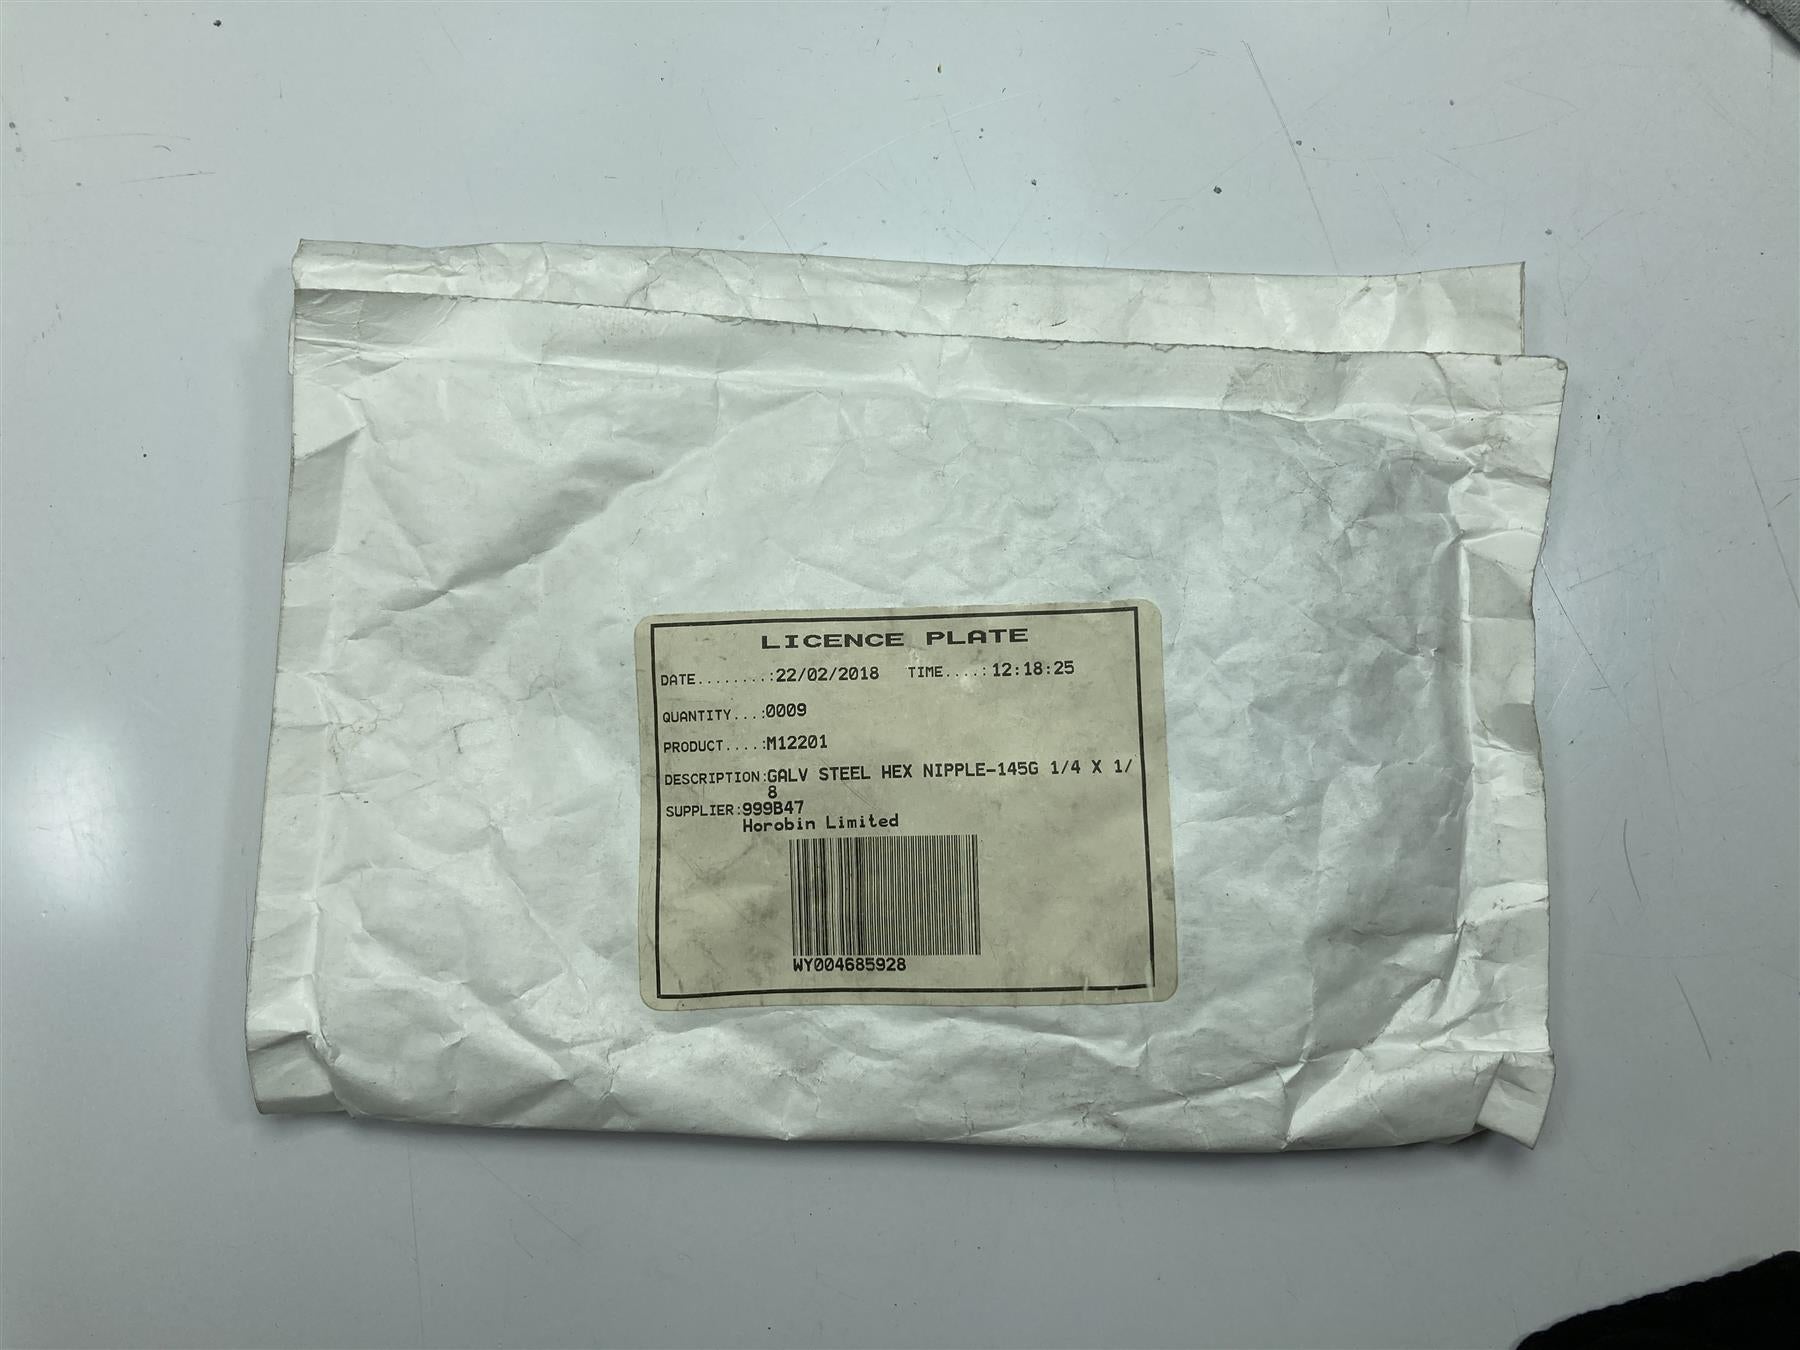 LICENCE PLATE
DATE........:22/02/2018 TIME....:12:18:25
QUANTITY...:0009
PRODUCT....:M12201
DESCRIPTION:GALV STEEL HEX NIPPLE-145G 1/4 X 1/
8
SUPPLIER:999B47
Horobin Limited
WY004685928